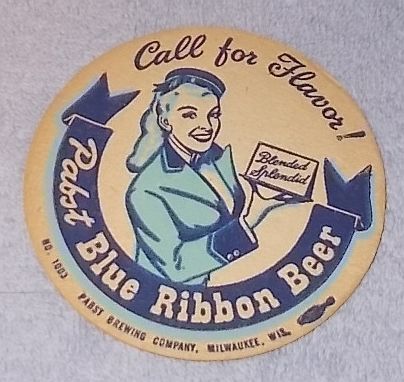 Call for Flavor!
Blended
Splendid
Pabst Blue Ribbon Beer
NO. 1003 PABST BREWING COMPANY, MILWAUKEE, WIS.